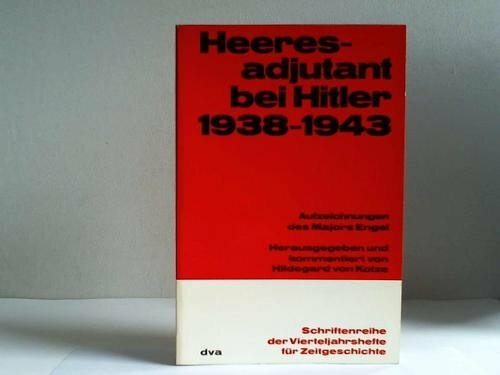 Heeres-
adjutant
bei Hitler
1938-1943
Aufzeichnungen
des Majors Engel
Herausgegeben und
kommentiert von
Hildegard von Kotze
Schriftenreihe
der Vierteljahrshefte
für Zeitgeschichte
dva